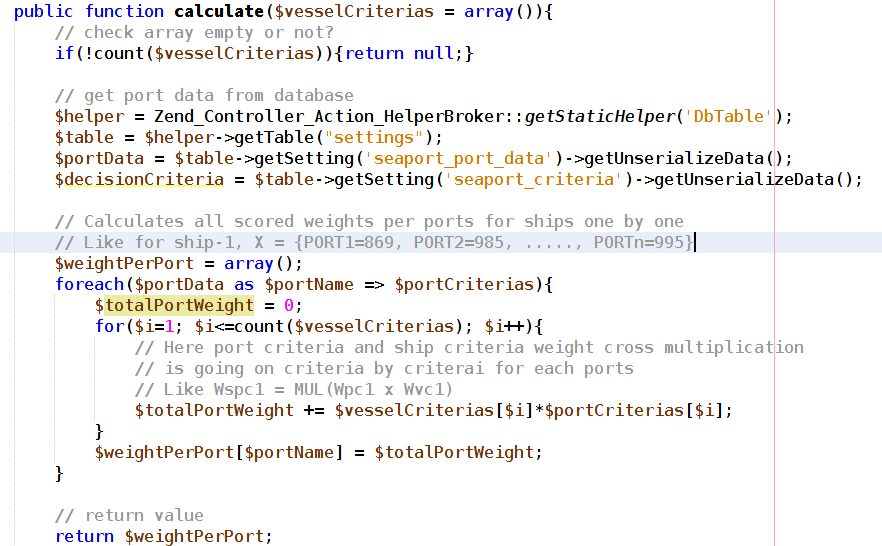 public function calculate($vesselCriterias = array()){
// check array empty or not?
if(!count($vesselCriterias)){return null;}
// get port data from database
$helper = Zend_Controller_Action_HelperBroker::getStaticHelper('DbTable');
$table = $helper->getTable("settings");
$portData = $table->getSetting('seaport_port_data')->getUnserializeData();
$decisionCriteria = $table->getSetting('seaport_criteria')->getUnserializeData();
// Calculates all scored weights per ports for ships one by one
// Like for ship-1, X = {PORT1=869, PORT2=985, ....., PORTn=995}
$weightPerPort = array();
foreach($portData as $portName => $portCriterias){
$totalPortWeight = 0;
for($i=1; $i<=count($vesselCriterias); $i++){
// Here port criteria and ship criteria weight cross multiplication
// is going on criteria by criterai for each ports
// Like Wspc1 = MUL(Wpc1 x Wvc1)
$totalPortWeight += $vesselCriterias[$i]*$portCriterias[$i];
}
$weightPerPort[$portName] = $totalPortWeight;
}
// return value
return $weightPerPort;